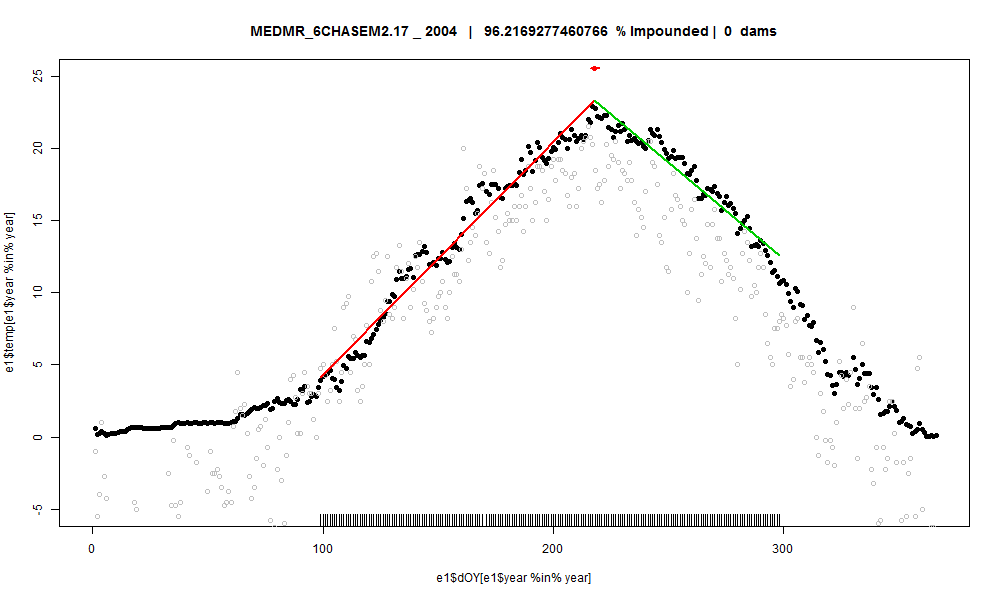 MEDMR_6CHASEM2.17 _ 2004 | 96.2169277460766 % Impounded | 0 dams
25
20
15
10
5
0
-5
e1$temp[e1$year %in% year]
0 100 200 300
e1$dOY[e1$year %in% year]